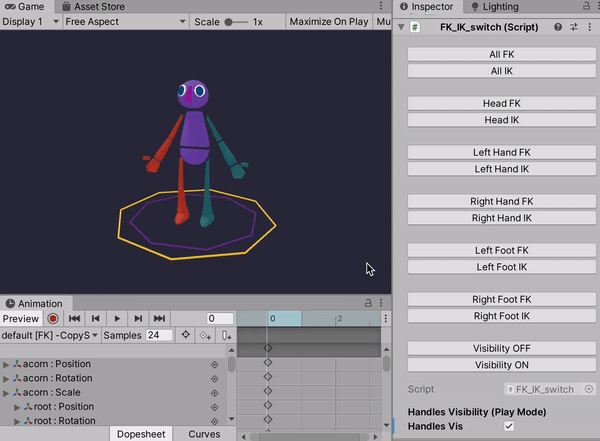 Game
Asset Store
Display 1
Free Aspect
Scale
1x
Maximize On Play
Mu
Animation
Preview
0
0
2
default [FK] -CopyS
Samples
24
acorn : Position
acorn : Rotation
acorn : Scale
root : Position
root : Rotation
Dopesheet
Curves
Inspector
Lighting
#
FK_IK_switch (Script)
All FK
All IK
Head FK
Head IK
Left Hand FK
Left Hand IK
Right Hand FK
Right Hand IK
Left Foot FK
Left Foot IK
Right Foot FK
Right Foot IK
Visibility OFF
Visibility ON
Script
FK_IK_switch
Handles Visibility (Play Mode)
Handles Vis